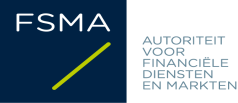 FSMA
AUTORITEIT
VOOR
FINANCIËLE
DIENSTEN
EN MARKTEN